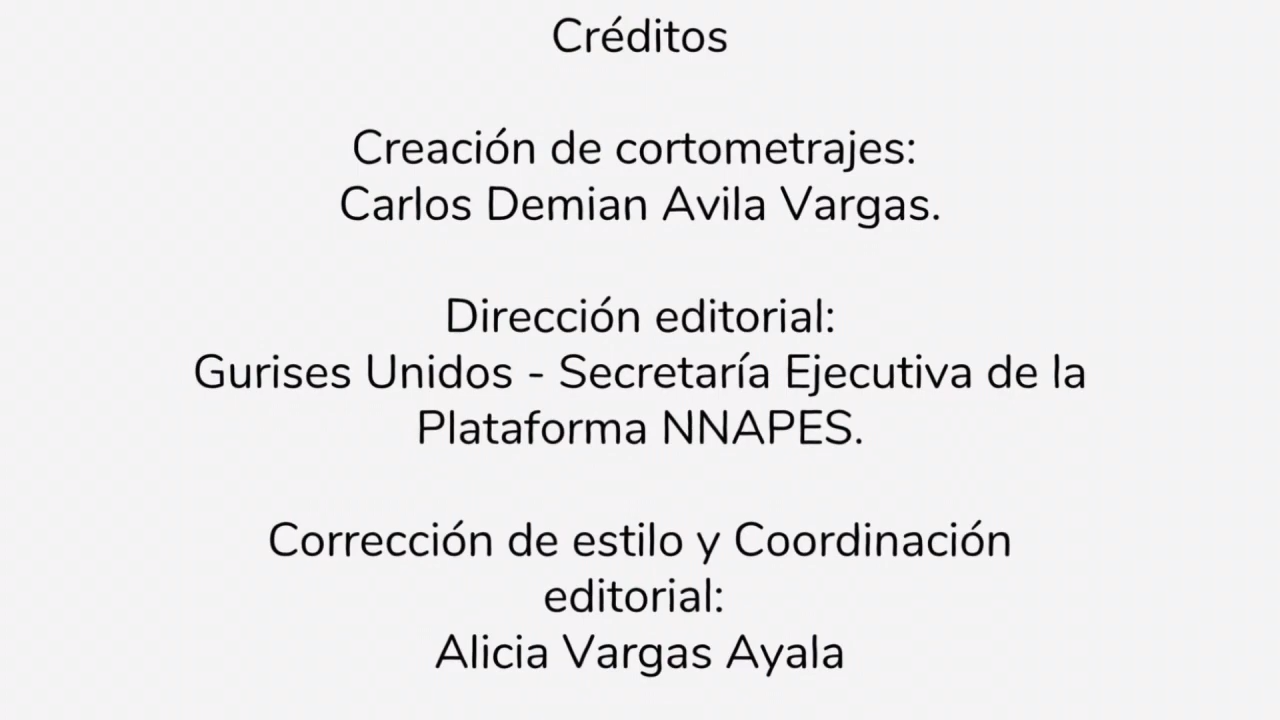 Créditos
Creación de cortometrajes:
Carlos Demian Avila Vargas.
Dirección editorial:
Gurises Unidos - Secretaría Ejecutiva de la
Plataforma NNAPES.
Corrección de estilo y Coordinación
editorial:
Alicia Vargas Ayala